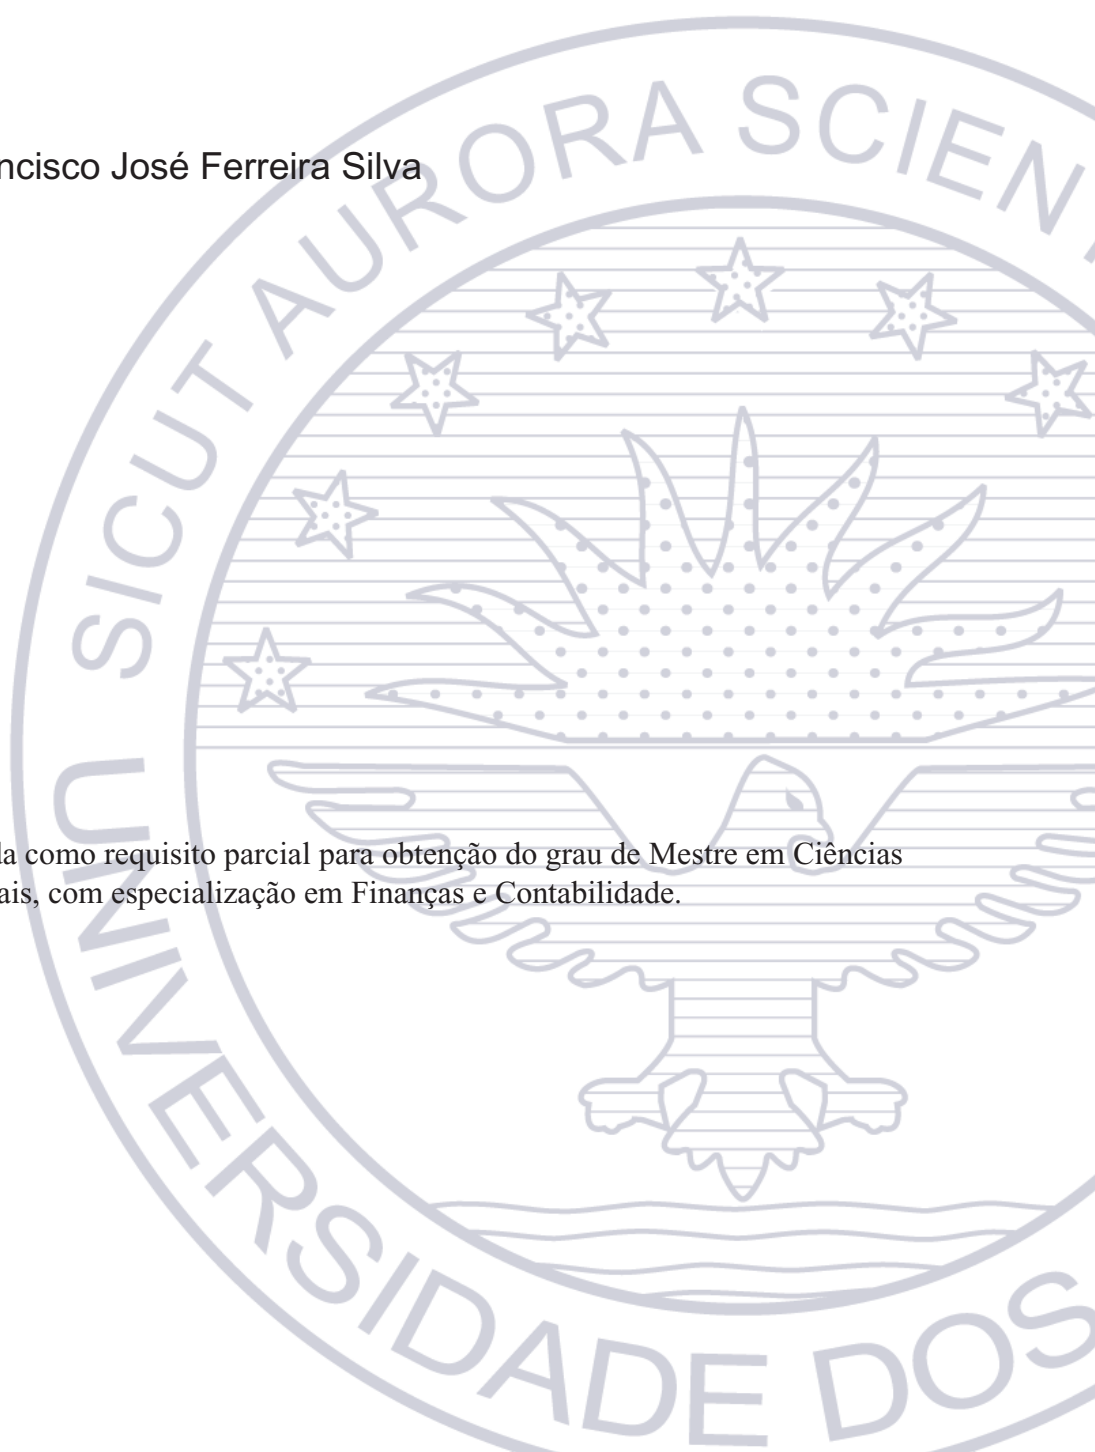 ncisco José Ferreira Silva
SICUT AURORA SCIEN
da como requisito parcial para obtenção do grau de Mestre em Ciências
ais, com especialização em Finanças e Contabilidade.
UNIVERSIDADE DOS